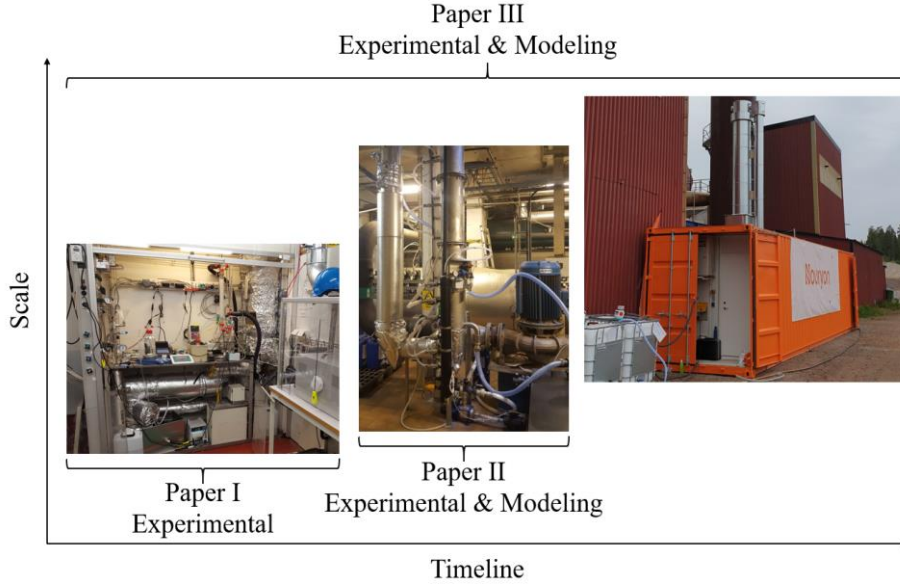 Paper III
Experimental & Modeling
Scale
Nouryon
Paper I
Experimental
Paper II
Experimental & Modeling
Timeline